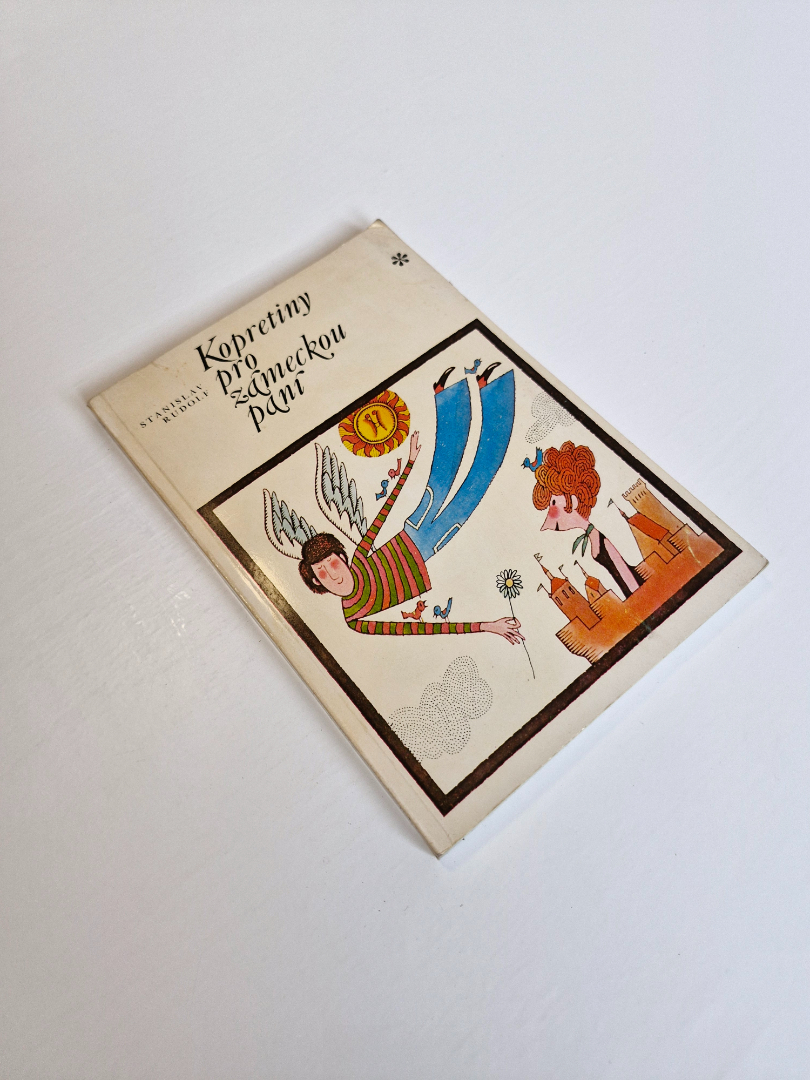 STANISLAV
RUDOLF
Kopretiny
pro
zámeckou
paní